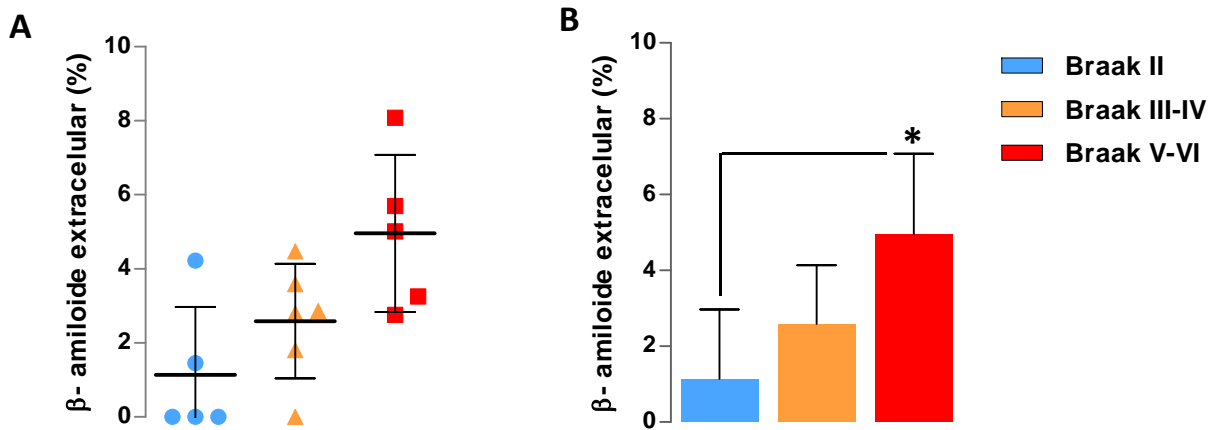 A
β- amiloide extracelular (%)
10
8
6
4
2
0
B
β- amiloide extracelular (%)
10
8
6
4
2
0
*
Braak II
Braak III-IV
Braak V-VI